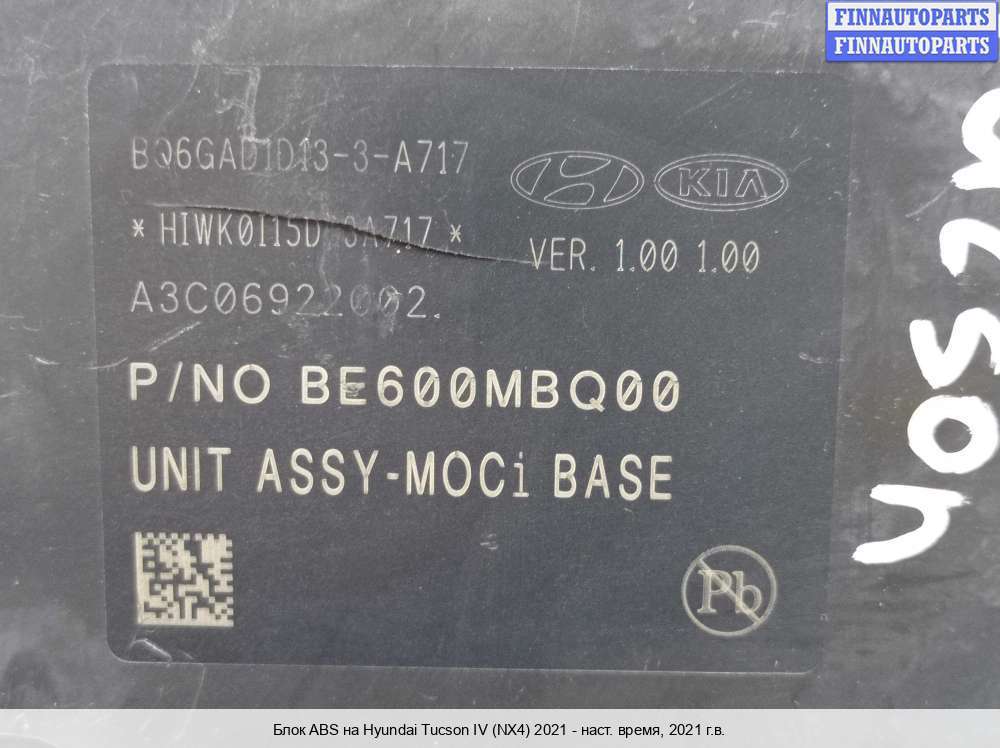 FINNAUTOPARTS
FINNAUTOPARTS
BQ6GAD1D13-3-A717
KIA
VER. 1.00 1.00
A3C06922002.
P/NO BE600MBQ00
UNIT ASSY-MOCi BASE
Pb
Блок ABS на Hyundai Tucson IV (NX4) 2021 - наст. время, 2021 г.в.